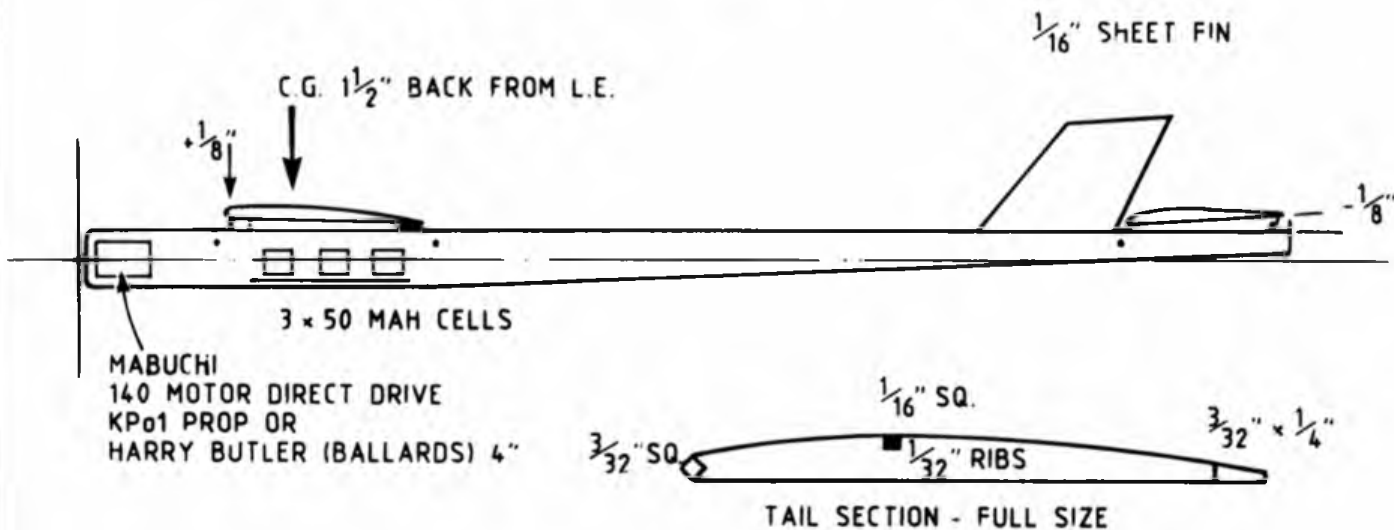 1/16" SHEET FIN
C.G. 1 1/2" BACK FROM L.E.
+1/8"
-1/8"
3 × 50 MAH CELLS
MABUCHI
140 MOTOR DIRECT DRIVE
KPo1 PROP OR
HARRY BUTLER (BALLARDS) 4"
1/16" SQ.
3/32" SQ.
1/32" RIBS
3/32" × 1/4"
TAIL SECTION - FULL SIZE